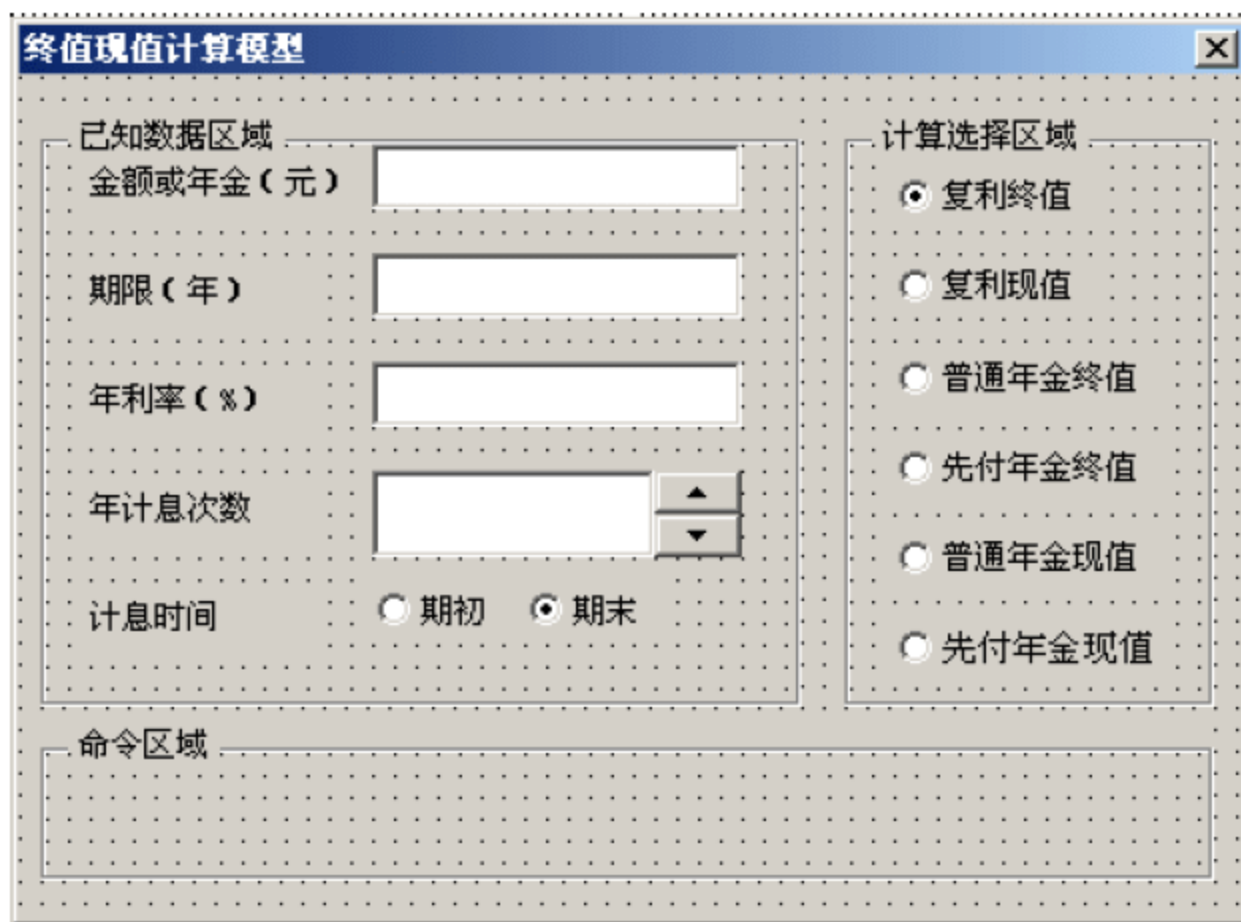 终值现值计算模型
已知数据区域
金额或年金(元)
期限(年)
年利率(%)
年计息次数
计息时间
期初
期末
计算选择区域
复利终值
复利现值
普通年金终值
先付年金终值
普通年金现值
先付年金现值
命令区域